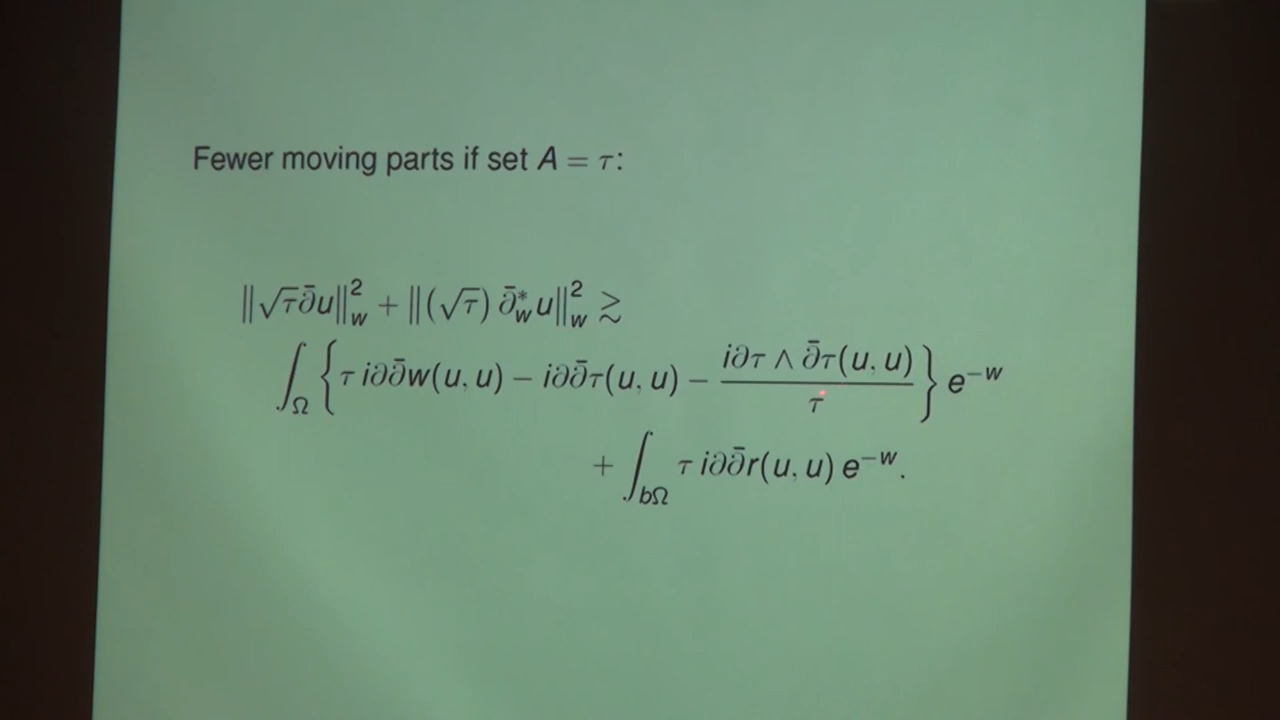 Fewer moving parts if set A = τ:
‖√τ∂̄u‖²_w + ‖(√τ) ∂̄*_w u‖²_w ≳
∫_Ω { τ i∂∂̄w(u, u) − i∂∂̄τ(u, u) − i∂τ ∧ ∂̄τ(u, u) / τ } e^{−w}
+ ∫_{bΩ} τ i∂∂̄r(u, u) e^{−w}.